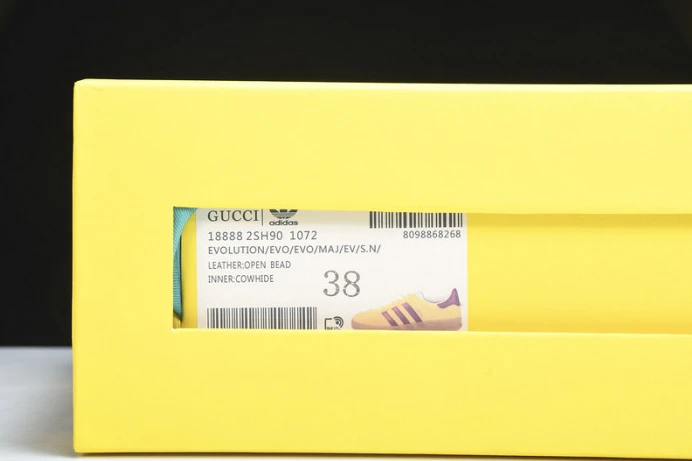 GUCCI | adidas
18888 2SH90 1072
8098868268
EVOLUTION/EVO/EVO/MAJ/EV/S.N/
LEATHER:OPEN BEAD
INNER:COWHIDE
38